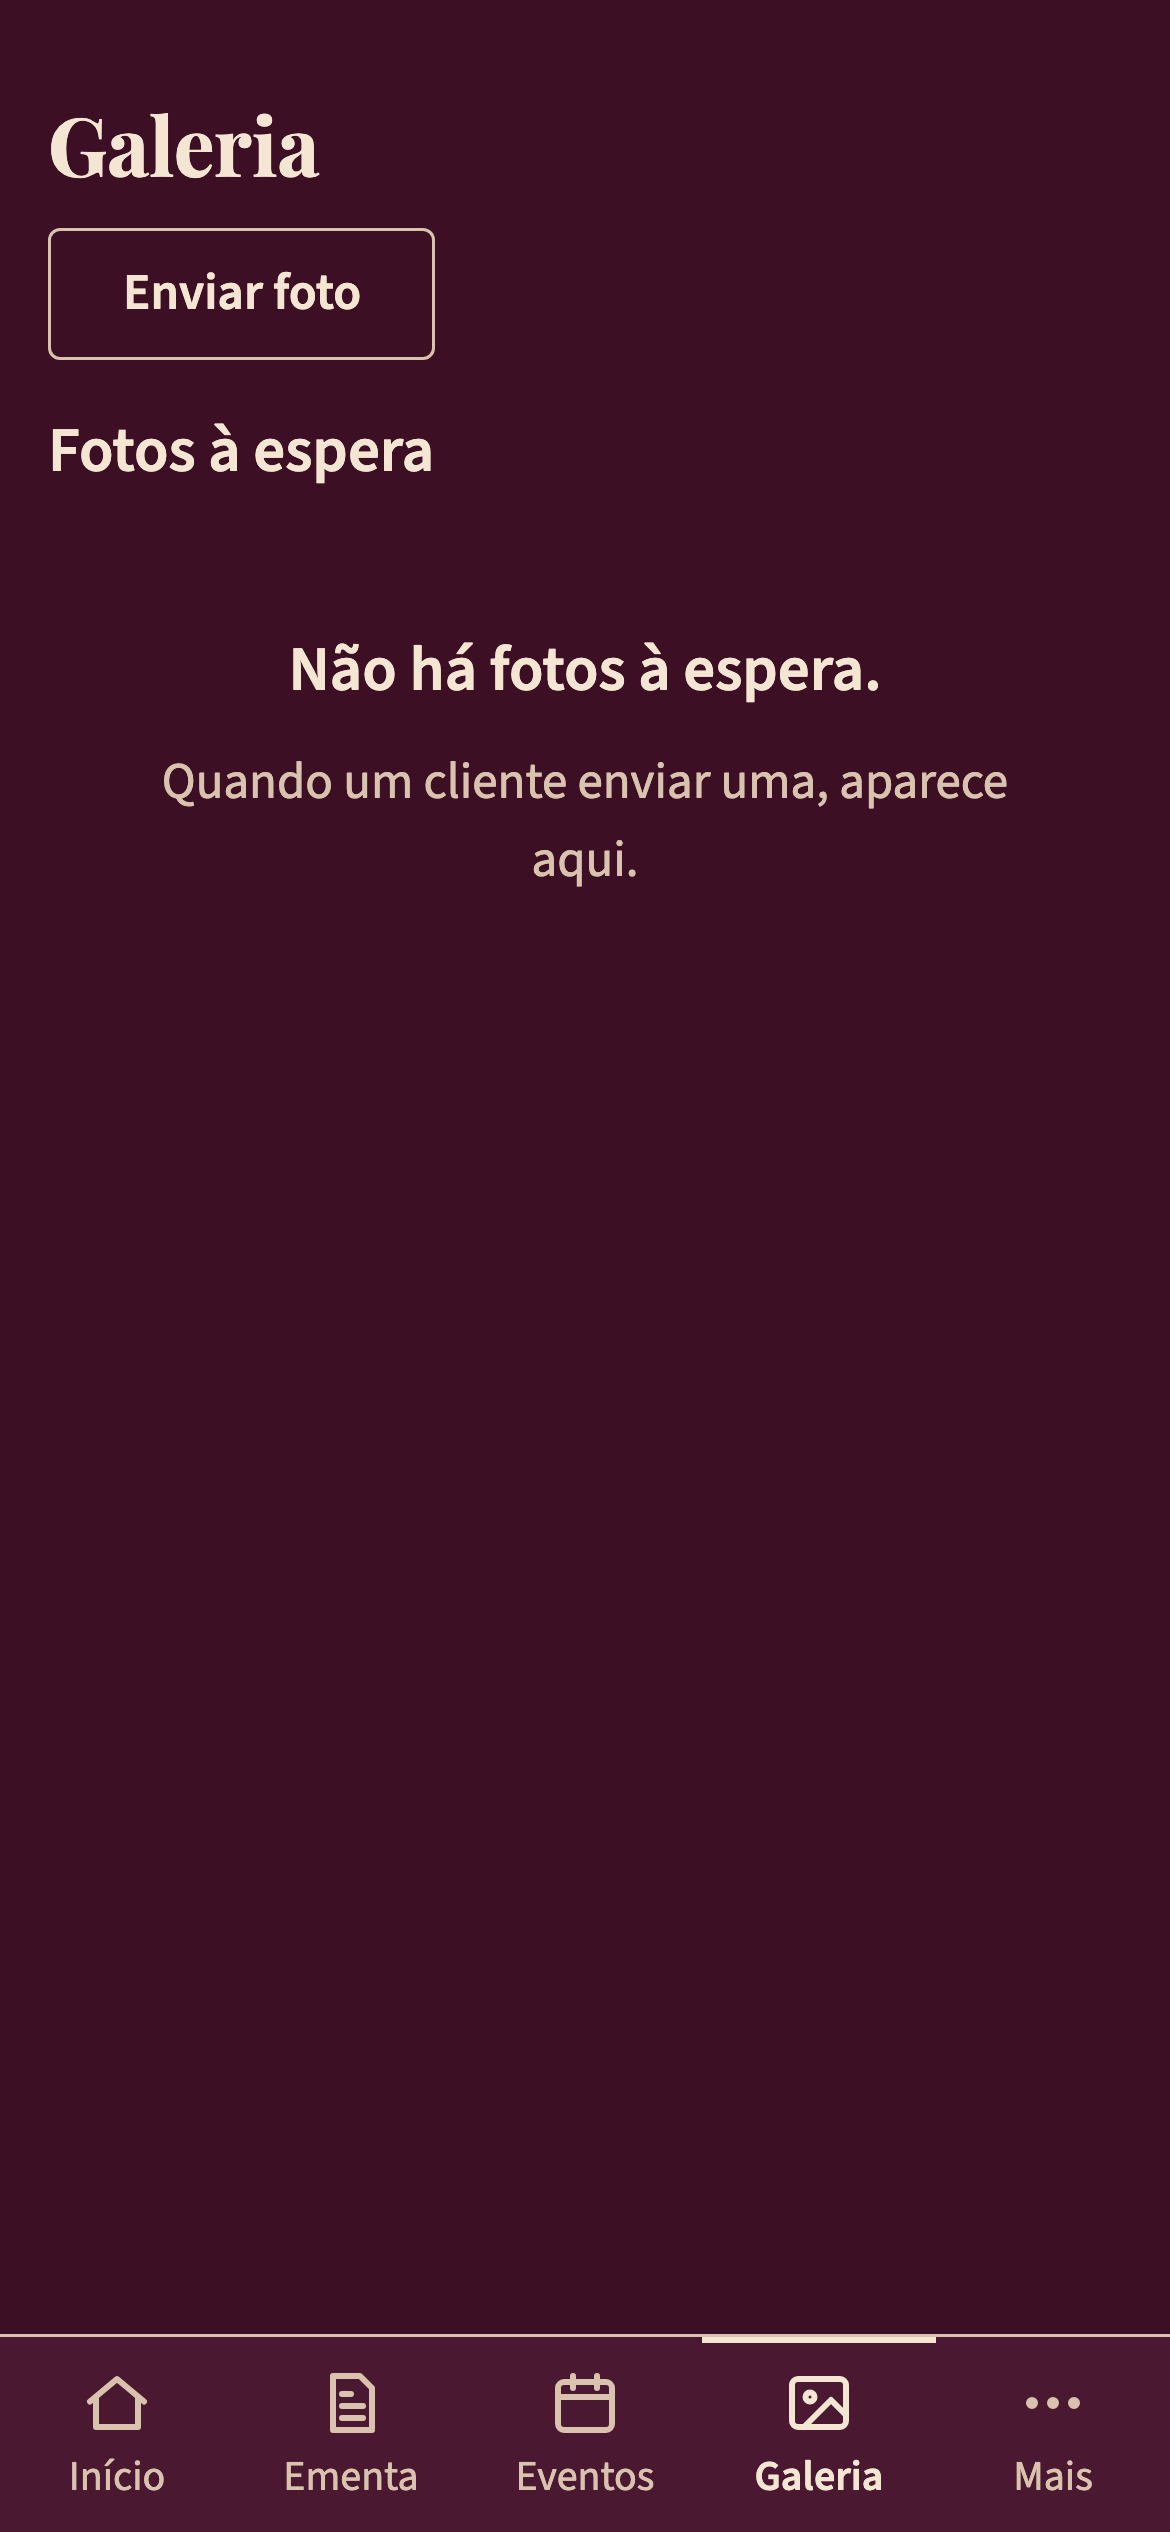 Galeria
Enviar foto
Fotos à espera
Não há fotos à espera.
Quando um cliente enviar uma, aparece
aqui.
Início
Ementa
Eventos
Galeria
Mais